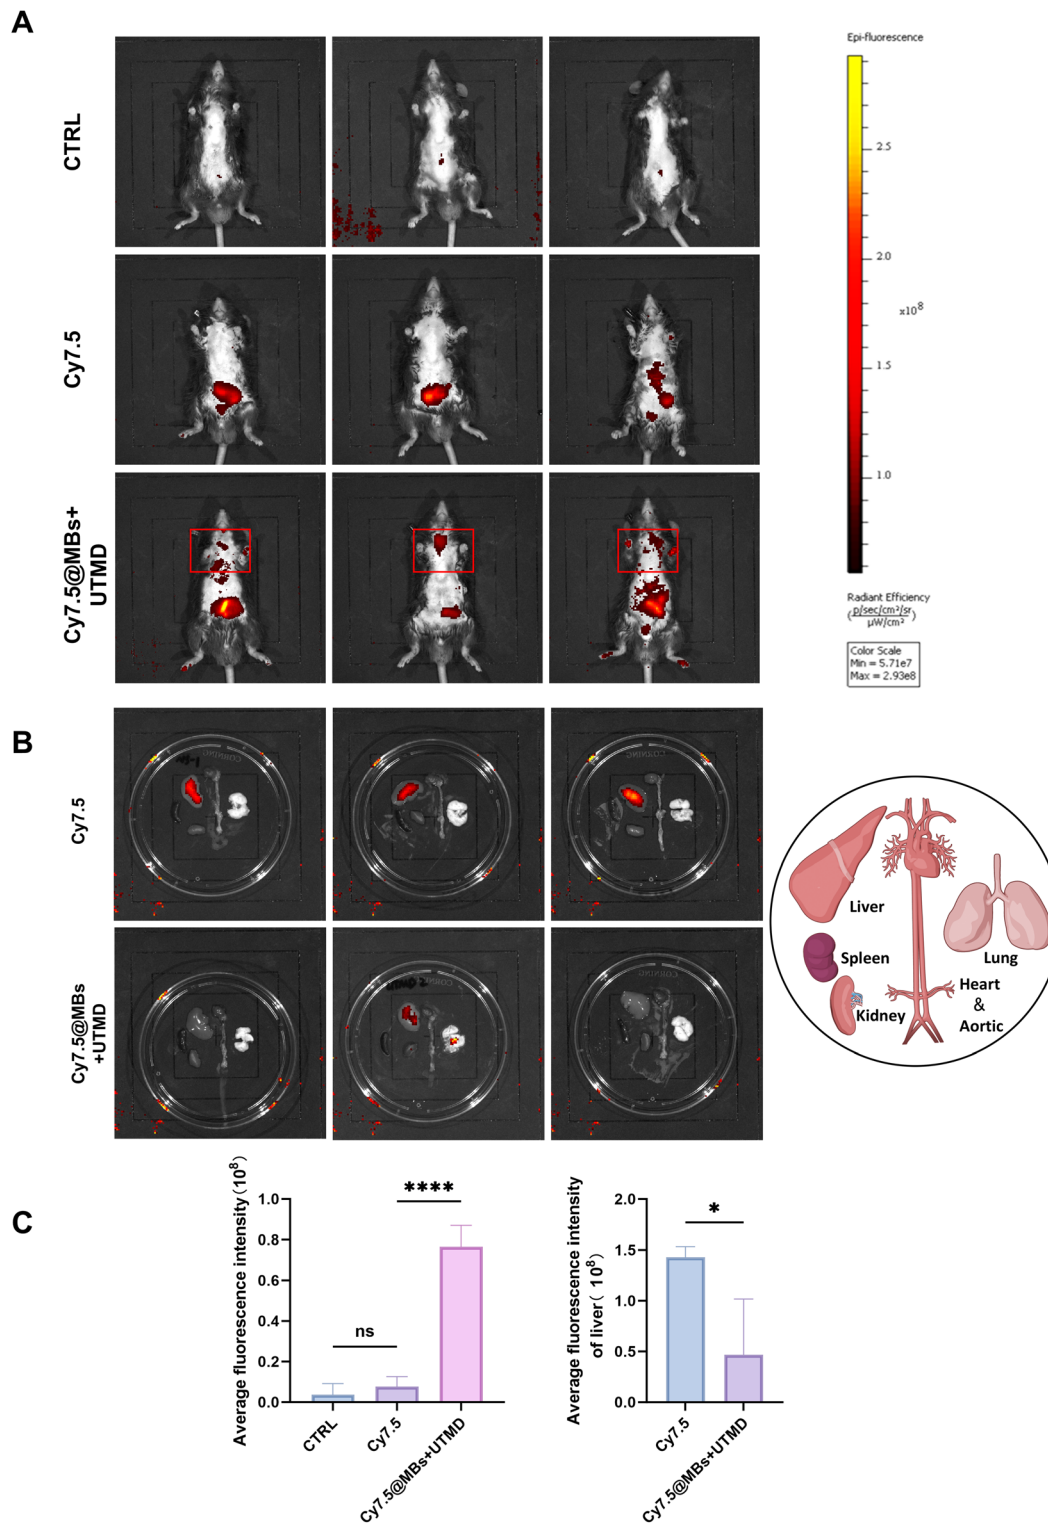 A
CTRL
Cy7.5
Cy7.5@MBs+
UTMD
Epi-fluorescence
2.5
2.0
x10⁸
1.5
1.0
Radiant Efficiency
(p/sec/cm²/sr
µW/cm²)
Color Scale
Min = 5.71e7
Max = 2.93e8
B
Cy7.5
Cy7.5@MBs
+UTMD
CORNING
CORNING
Liver
Spleen
Kidney
Lung
Heart
&
Aortic
C
Average fluorescence intensity(10⁸)
1.0
0.8
0.6
0.4
0.2
0.0
ns
****
CTRL
Cy7.5
Cy7.5@MBs+UTMD
Average fluorescence intensity
of liver( 10⁸)
2.0
1.5
1.0
0.5
0.0
*
Cy7.5
Cy7.5@MBs+UTMD